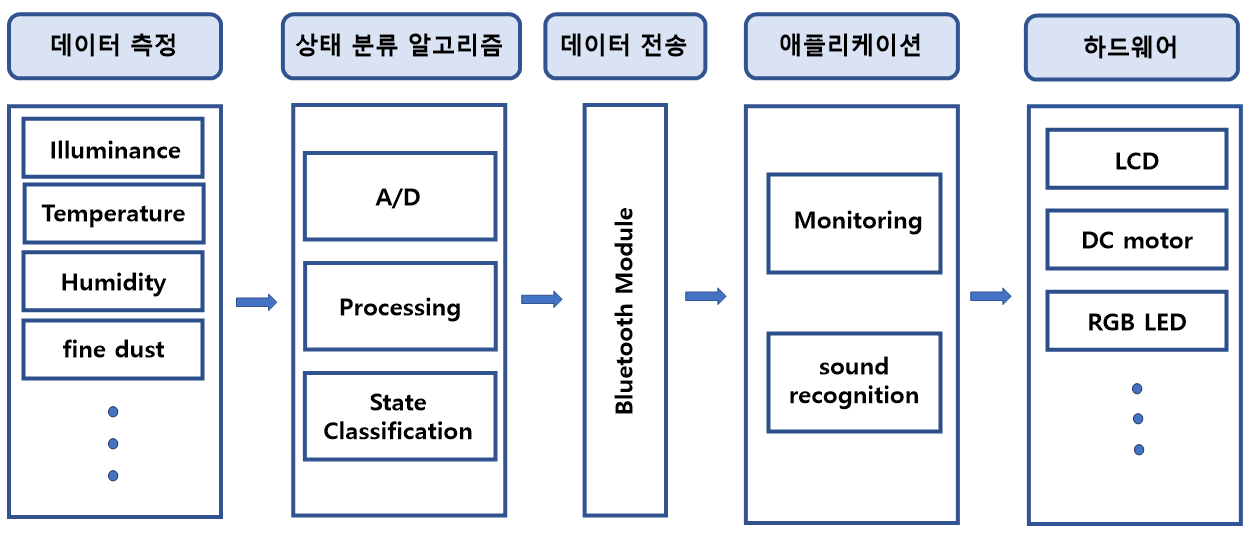 데이터 측정
상태 분류 알고리즘
데이터 전송
애플리케이션
하드웨어
Illuminance
Temperature
Humidity
fine dust
A/D
Processing
State
Classification
Bluetooth Module
Monitoring
sound
recognition
LCD
DC motor
RGB LED